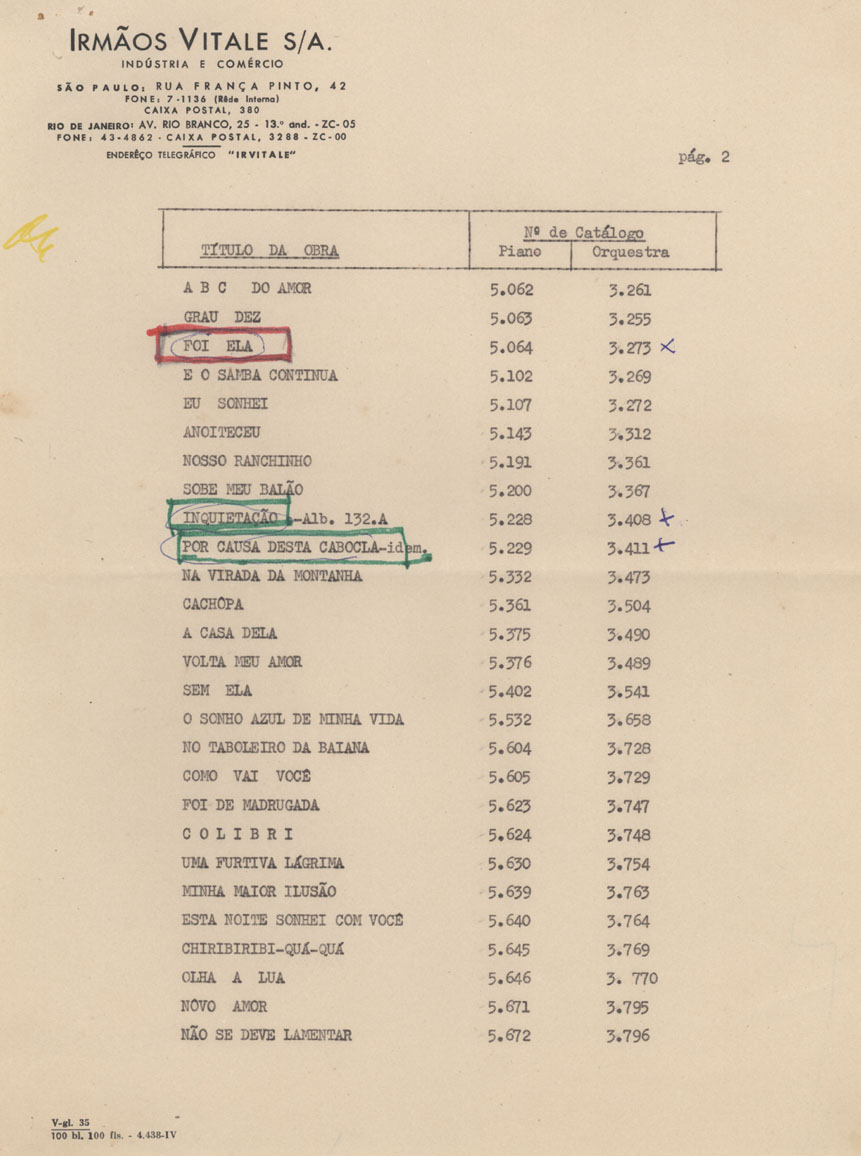 IRMÃOS VITALE S/A.
INDÚSTRIA E COMÉRCIO
SÃO PAULO: RUA FRANÇA PINTO, 42
FONE: 7-1136 (Rêde Interna)
CAIXA POSTAL, 380
RIO DE JANEIRO: AV. RIO BRANCO, 25 - 13.º and. - ZC-05
FONE: 43-4862 - CAIXA POSTAL, 3288 - ZC-00
ENDERÊÇO TELEGRÁFICO "IRVITALE"
pág. 2
Nº de Catálogo
TÍTULO DA OBRA Piano Orquestra
A B C DO AMOR 5.062 3.261
GRAU DEZ 5.063 3.255
FOI ELA 5.064 3.273 x
E O SAMBA CONTINUA 5.102 3.269
EU SONHEI 5.107 3.272
ANOITECEU 5.143 3.312
NOSSO RANCHINHO 5.191 3.361
SOBE MEU BALÃO 5.200 3.367
INQUIETAÇÃO -Alb. 132.A 5.228 3.408 x
POR CAUSA DESTA CABOCLA-idem. 5.229 3.411 x
NA VIRADA DA MONTANHA 5.332 3.473
CACHÔPA 5.361 3.504
A CASA DELA 5.375 3.490
VOLTA MEU AMOR 5.376 3.489
SEM ELA 5.402 3.541
O SONHO AZUL DE MINHA VIDA 5.532 3.658
NO TABOLEIRO DA BAIANA 5.604 3.728
COMO VAI VOCÊ 5.605 3.729
FOI DE MADRUGADA 5.623 3.747
C O L I B R I 5.624 3.748
UMA FURTIVA LÁGRIMA 5.630 3.754
MINHA MAIOR ILUSÃO 5.639 3.763
ESTA NOITE SONHEI COM VOCÊ 5.640 3.764
CHIRIBIRIBI-QUÁ-QUÁ 5.645 3.769
OLHA A LUA 5.646 3. 770
NÔVO AMOR 5.671 3.795
NÃO SE DEVE LAMENTAR 5.672 3.796
V-gl. 35
100 bl. 100 fls. - 4.438-IV